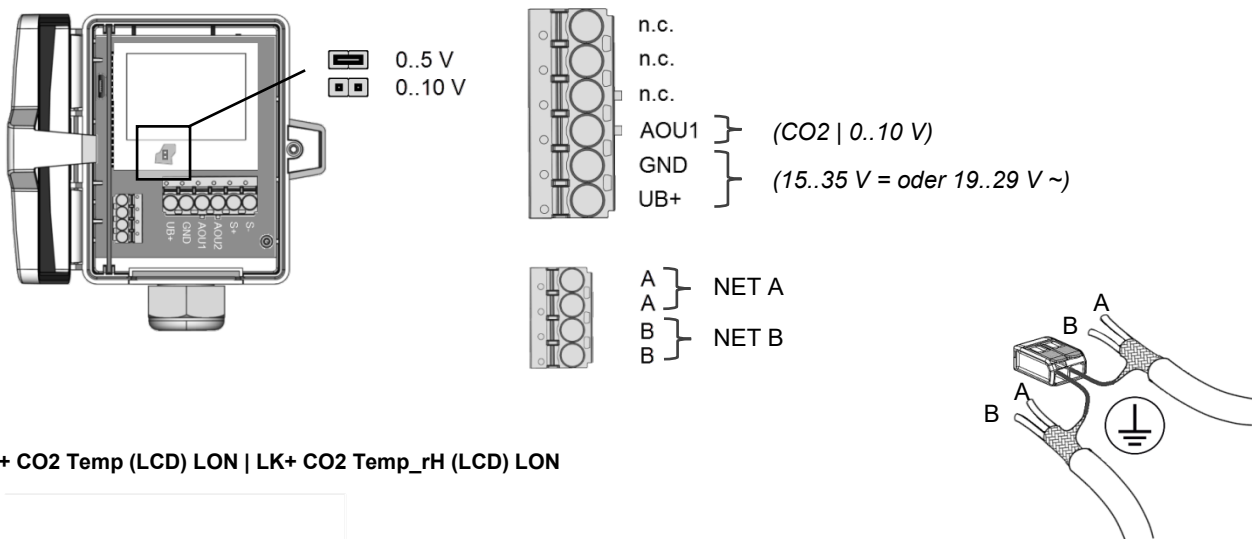 0..5 V
0..10 V
UB+
GND
AOU1
AOU2
S+
S-
n.c.
n.c.
n.c.
AOU1
(CO2 | 0..10 V)
GND
UB+
(15..35 V = oder 19..29 V ~)
A
A
NET A
B
B
NET B
A
B
A
B
+ CO2 Temp (LCD) LON | LK+ CO2 Temp_rH (LCD) LON